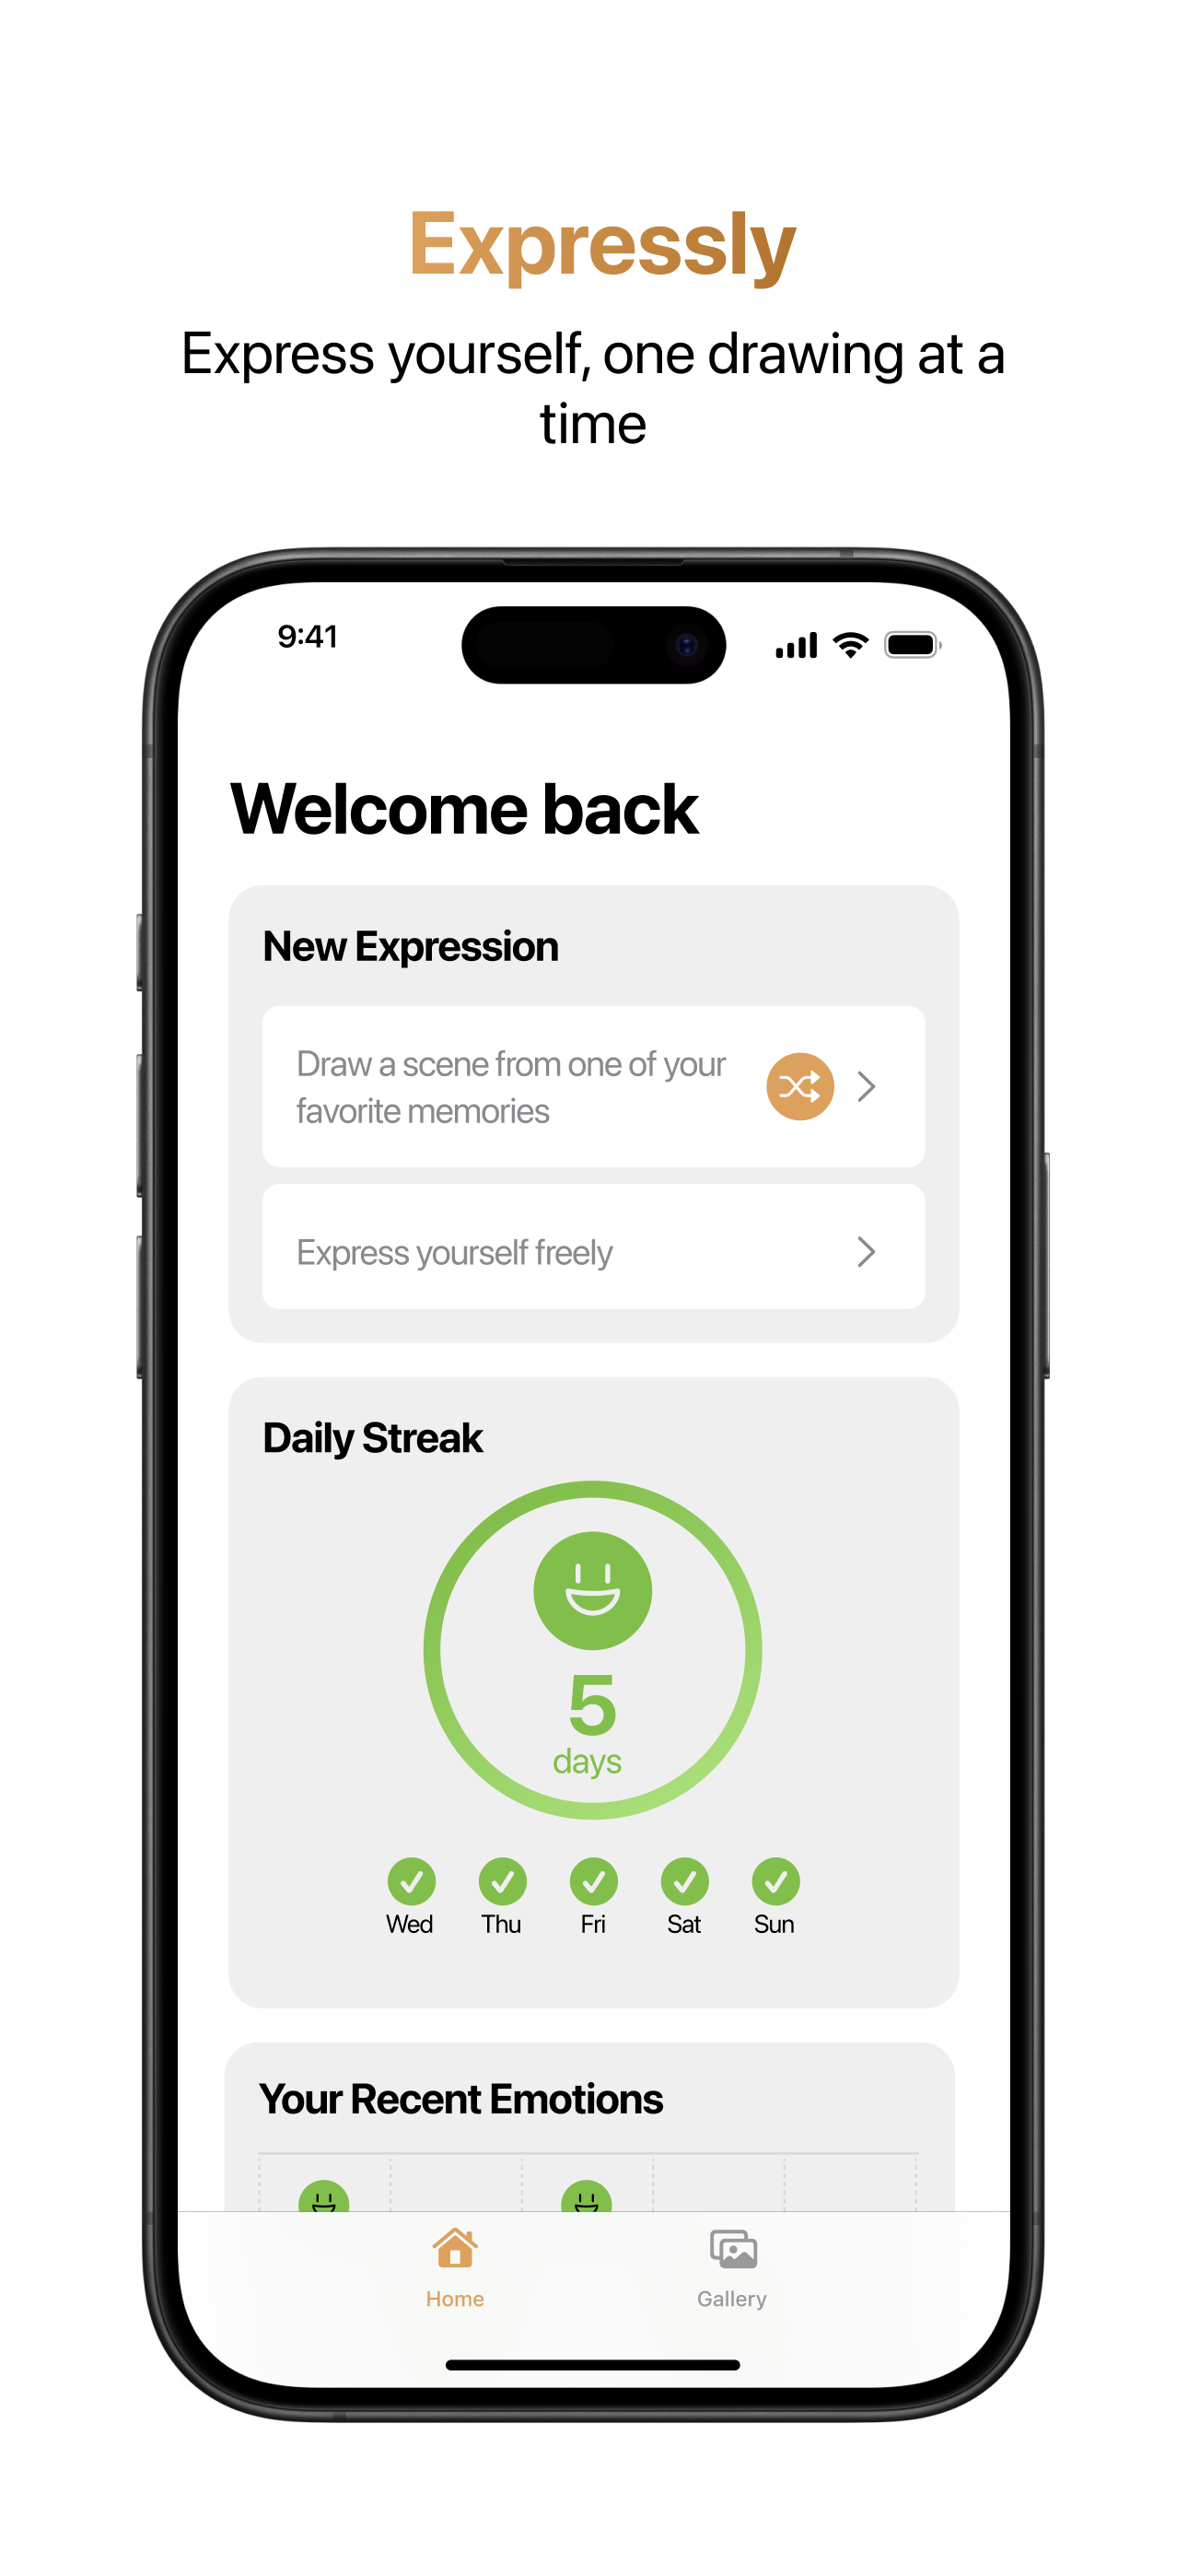 Expressly
Express yourself, one drawing at a
time
9:41
Welcome back
New Expression
Draw a scene from one of your
favorite memories
Express yourself freely
Daily Streak
5
days
Wed Thu Fri Sat Sun
Your Recent Emotions
Home Gallery